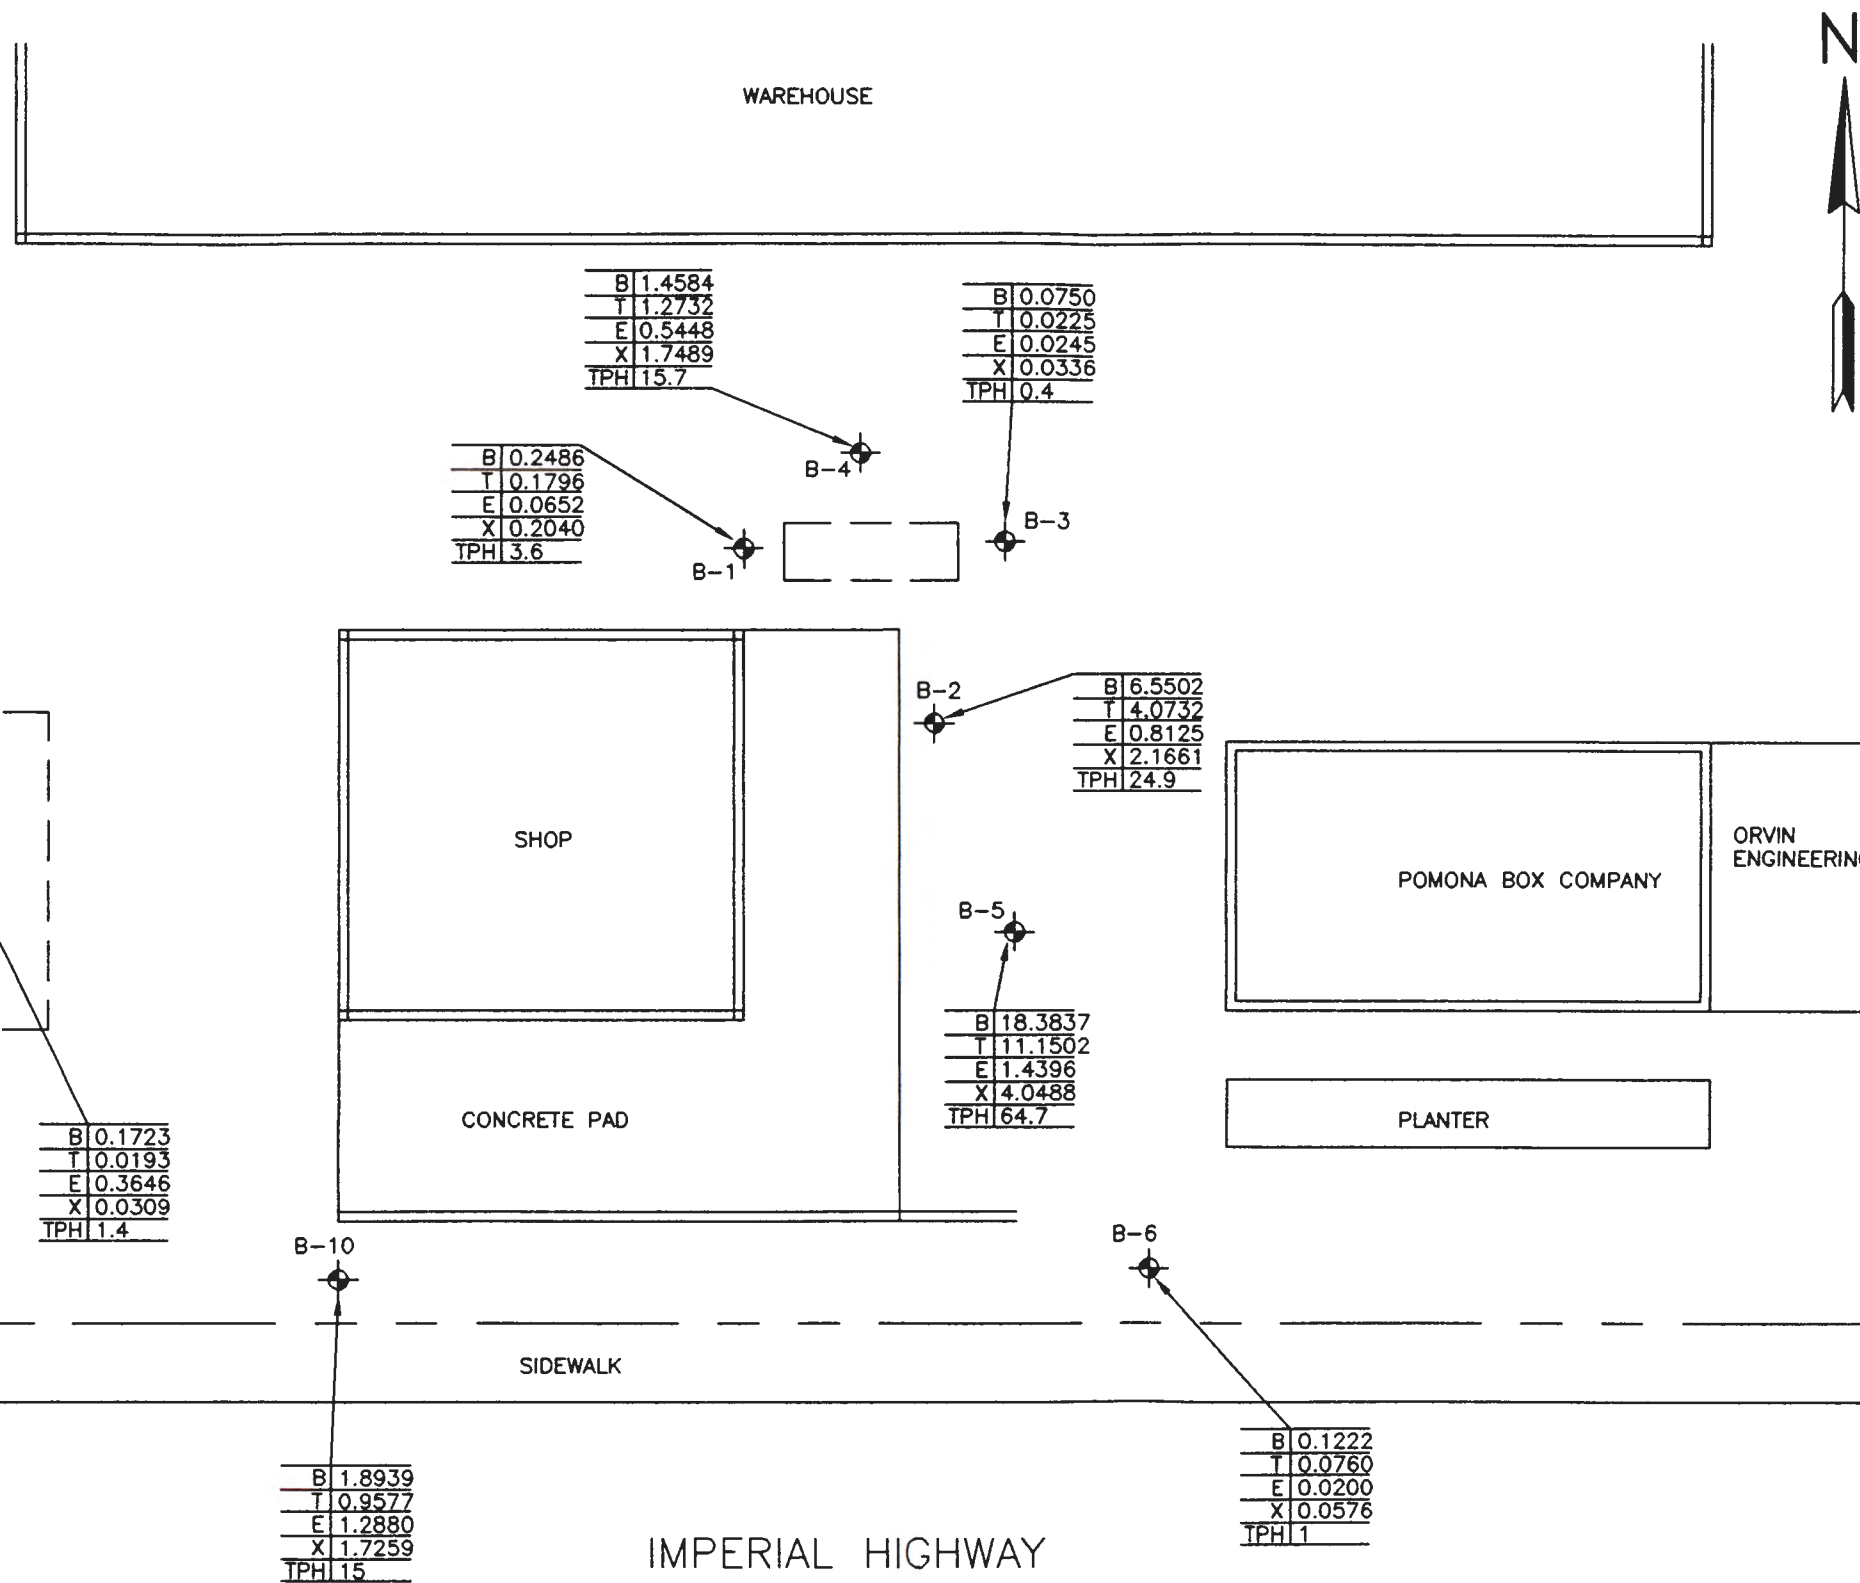 N
WAREHOUSE
B 1.4584
T 1.2732
E 0.5448
X 1.7489
TPH 15.7
B 0.0750
T 0.0225
E 0.0245
X 0.0336
TPH 0.4
B-4
B 0.2486
T 0.1796
E 0.0652
X 0.2040
TPH 3.6
B-3
B-1
B-2
B 6.5502
T 4.0732
E 0.8125
X 2.1661
TPH 24.9
SHOP
POMONA BOX COMPANY
ORVIN
ENGINEERING
B-5
B 18.3837
T 11.1502
E 1.4396
X 4.0488
TPH 64.7
CONCRETE PAD
PLANTER
B 0.1723
T 0.0193
E 0.3646
X 0.0309
TPH 1.4
B-10
B-6
SIDEWALK
B 0.1222
T 0.0760
E 0.0200
X 0.0576
TPH 1
B 1.8939
T 0.9577
E 1.2880
X 1.7259
TPH 15
IMPERIAL HIGHWAY